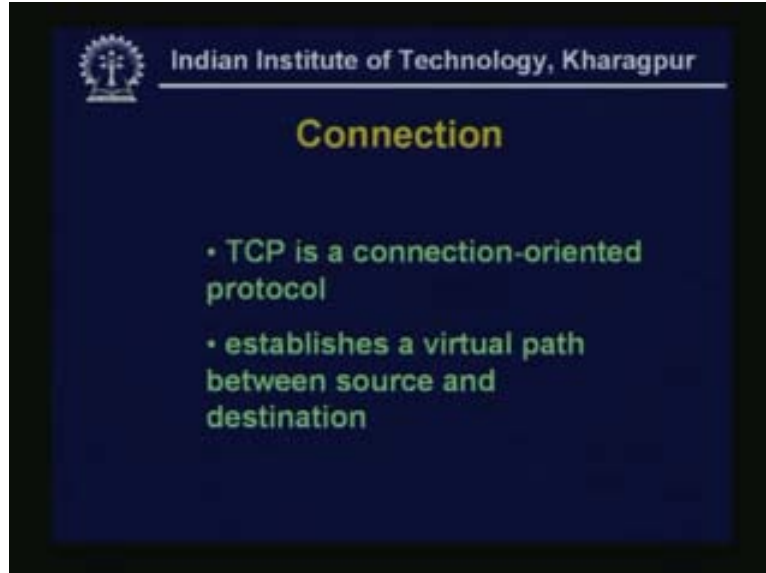 Indian Institute of Technology, Kharagpur
Connection
• TCP is a connection-oriented
protocol
• establishes a virtual path
between source and
destination